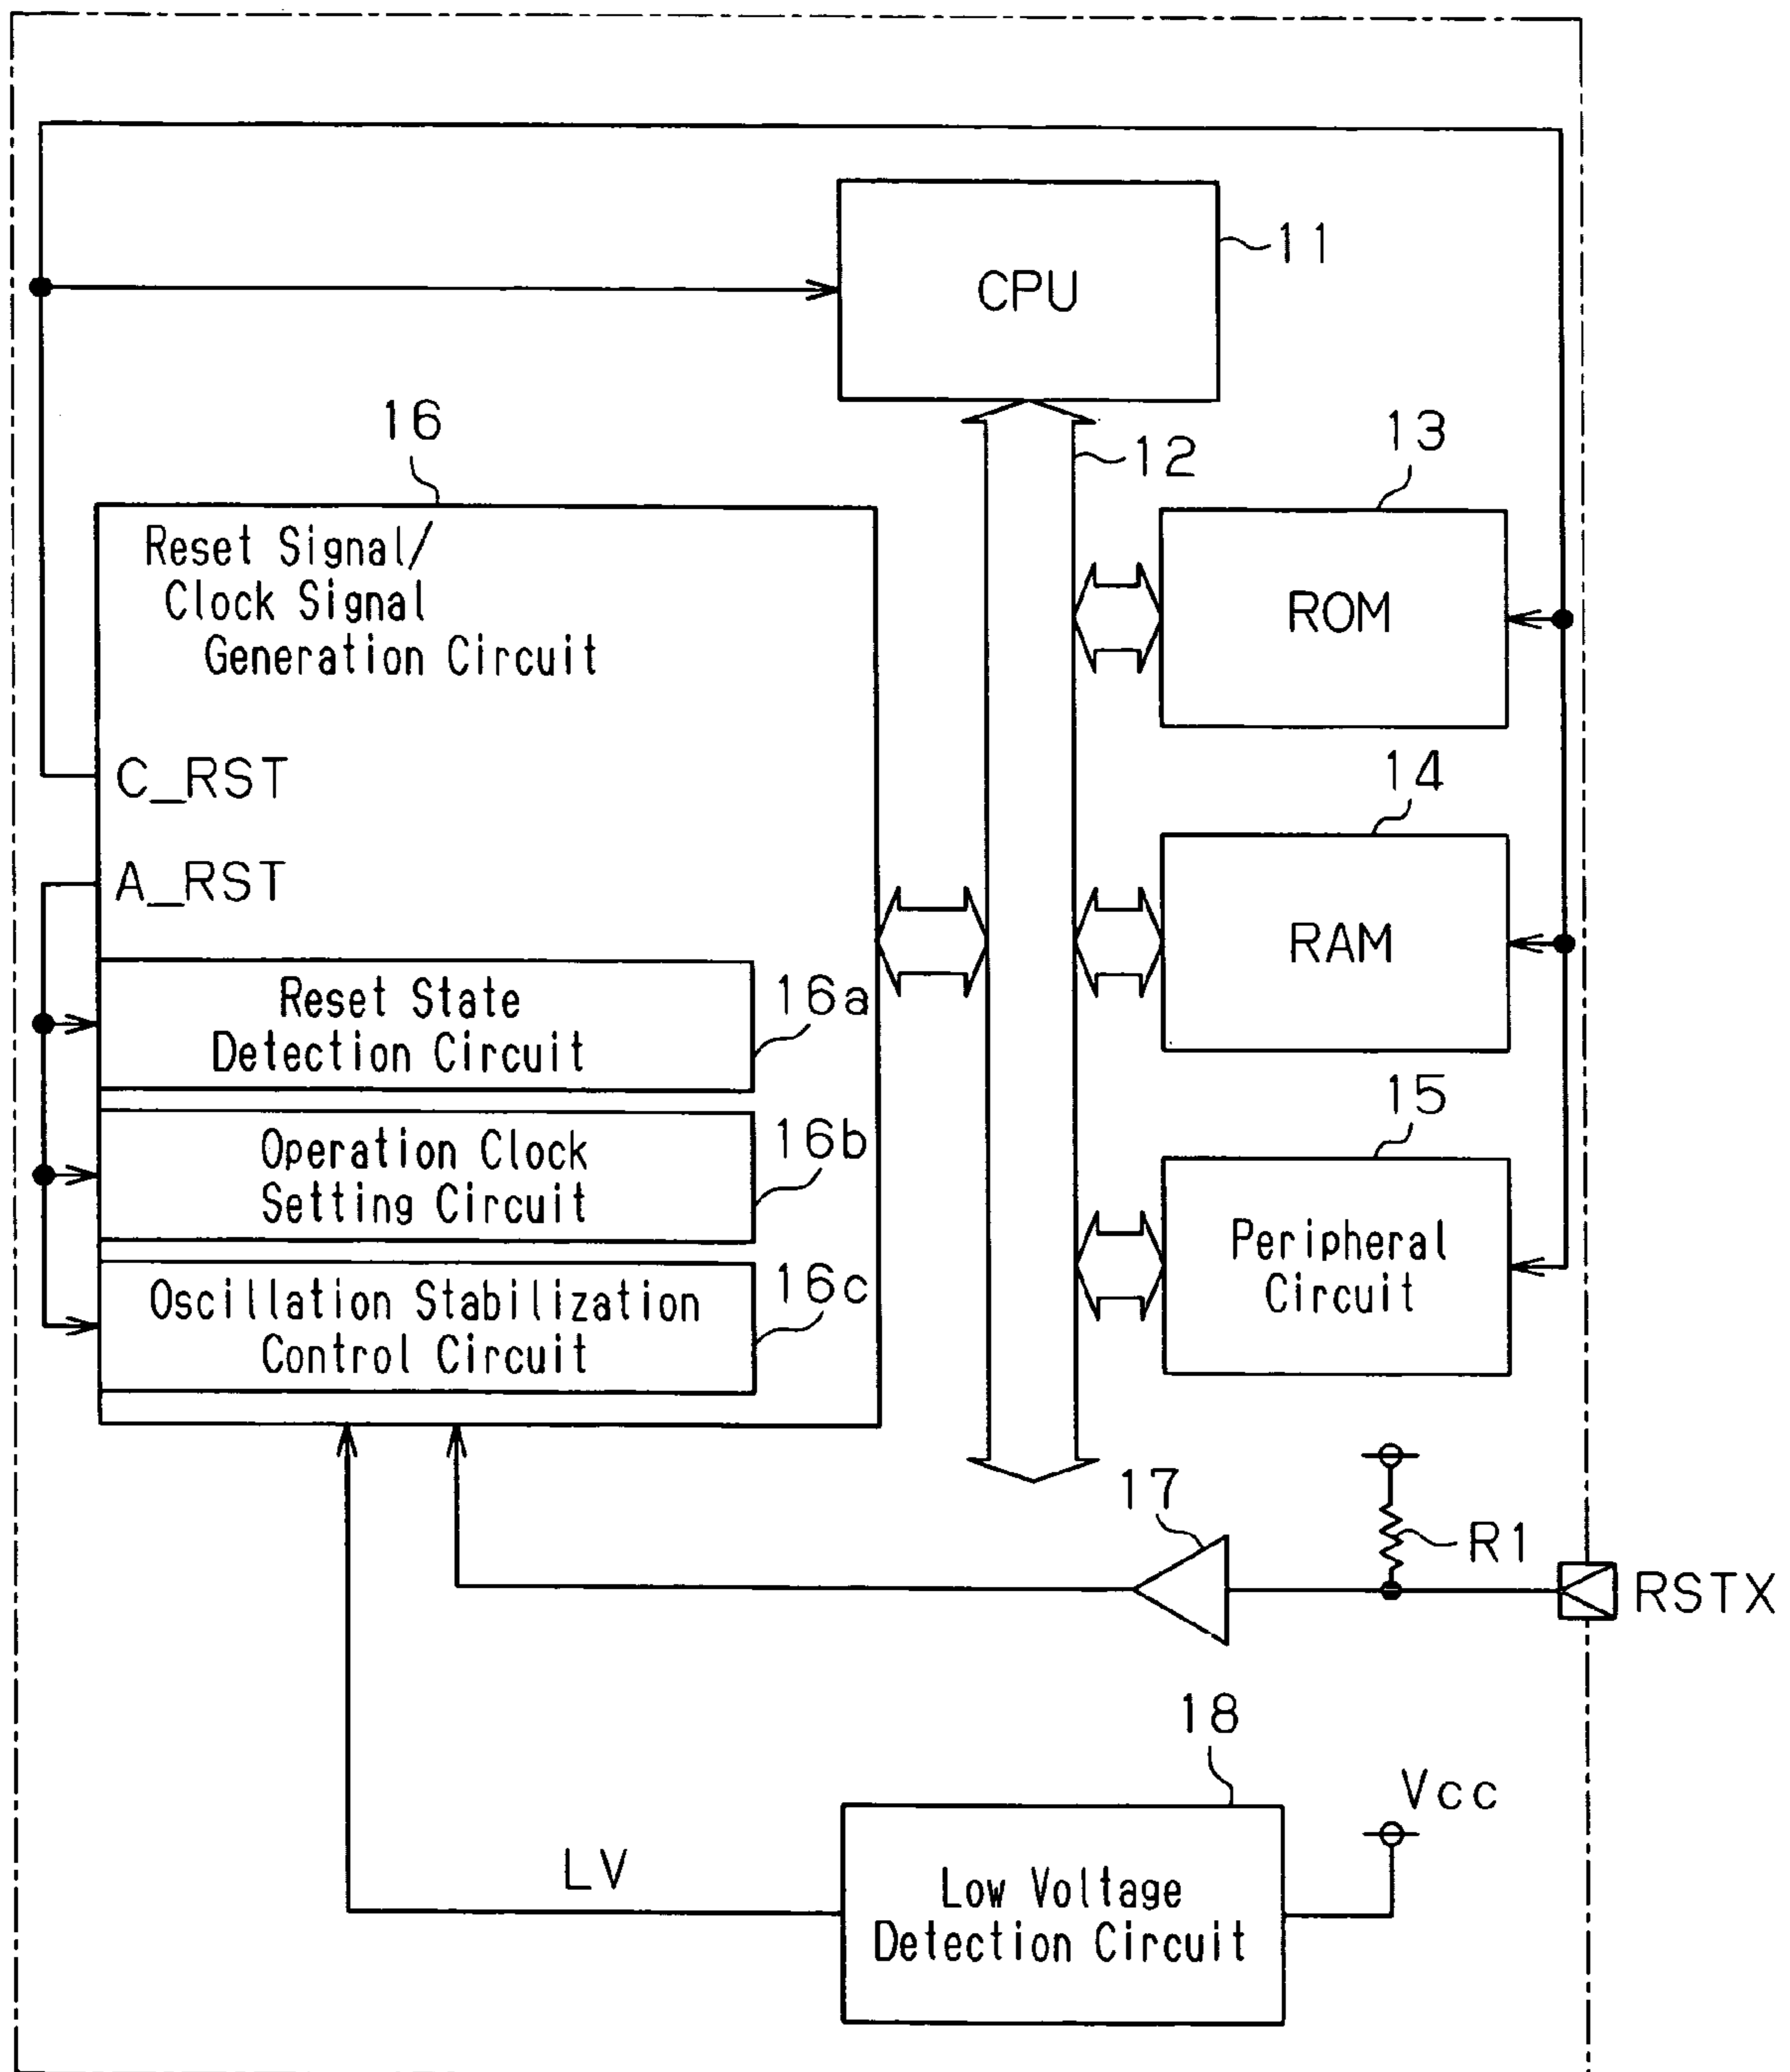 11
CPU
16
12
13
Reset Signal/
Clock Signal
Generation Circuit
ROM
C_RST
14
A_RST
RAM
Reset State
Detection Circuit
16a
15
Operation Clock
Setting Circuit
16b
Peripheral
Circuit
Oscillation Stabilization
Control Circuit
16c
17
R1
RSTX
18
Vcc
LV
Low Voltage
Detection Circuit